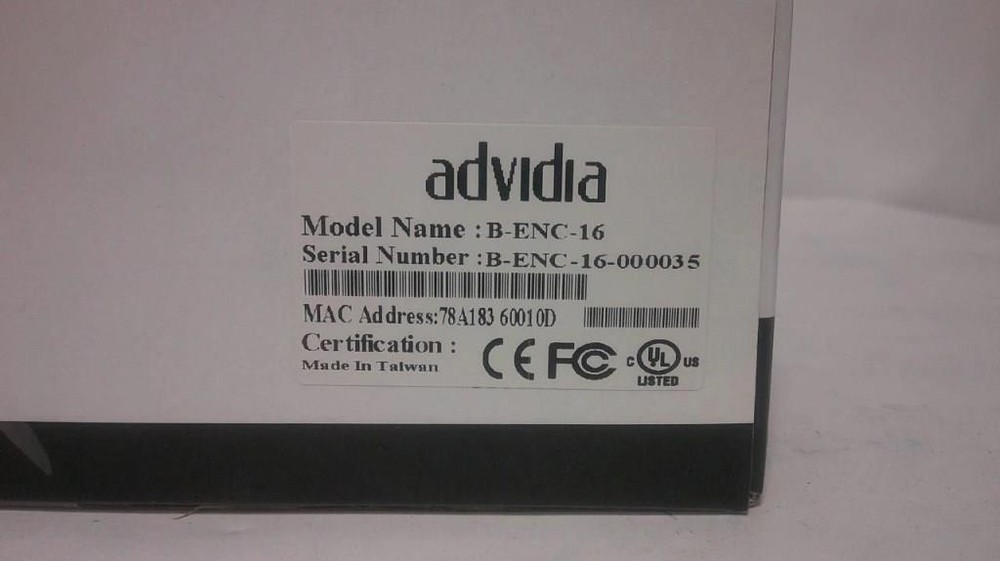 advidia
Model Name : B-ENC-16
Serial Number :B-ENC-16-000035
MAC Address:78A183 60010D
Certification : CE FC C UL US
Made In Taiwan LISTED